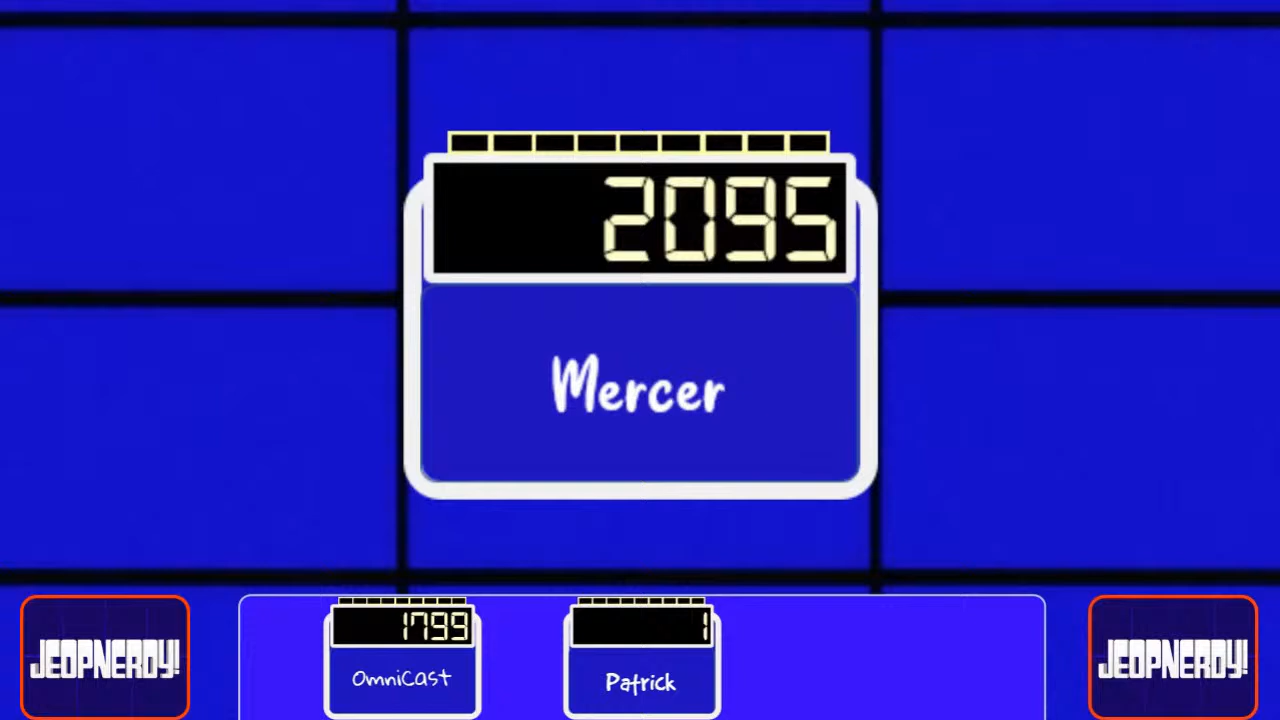 2095
Mercer
JEOPNERDY!
1799
OmniCast
1
Patrick
JEOPNERDY!